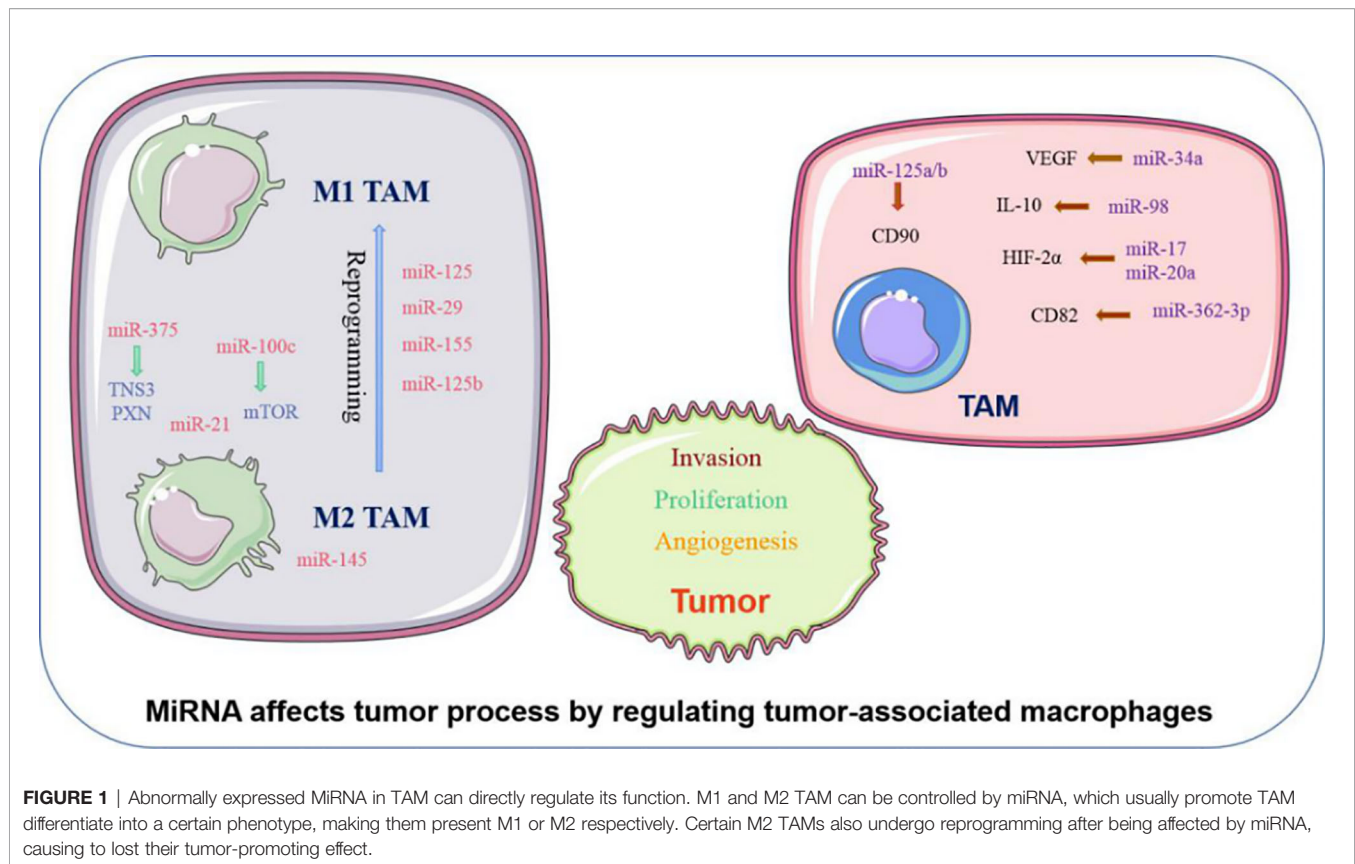 M1 TAM
Reprogramming
miR-125
miR-29
miR-155
miR-125b
miR-375
TNS3
PXN
miR-100c
mTOR
miR-21
M2 TAM
miR-145
miR-125a/b
CD90
VEGF miR-34a
IL-10 miR-98
HIF-2α miR-17
miR-20a
CD82 miR-362-3p
TAM
Invasion
Proliferation
Angiogenesis
Tumor
MiRNA affects tumor process by regulating tumor-associated macrophages
FIGURE 1 | Abnormally expressed MiRNA in TAM can directly regulate its function. M1 and M2 TAM can be controlled by miRNA, which usually promote TAM
differentiate into a certain phenotype, making them present M1 or M2 respectively. Certain M2 TAMs also undergo reprogramming after being affected by miRNA,
causing to lost their tumor-promoting effect.